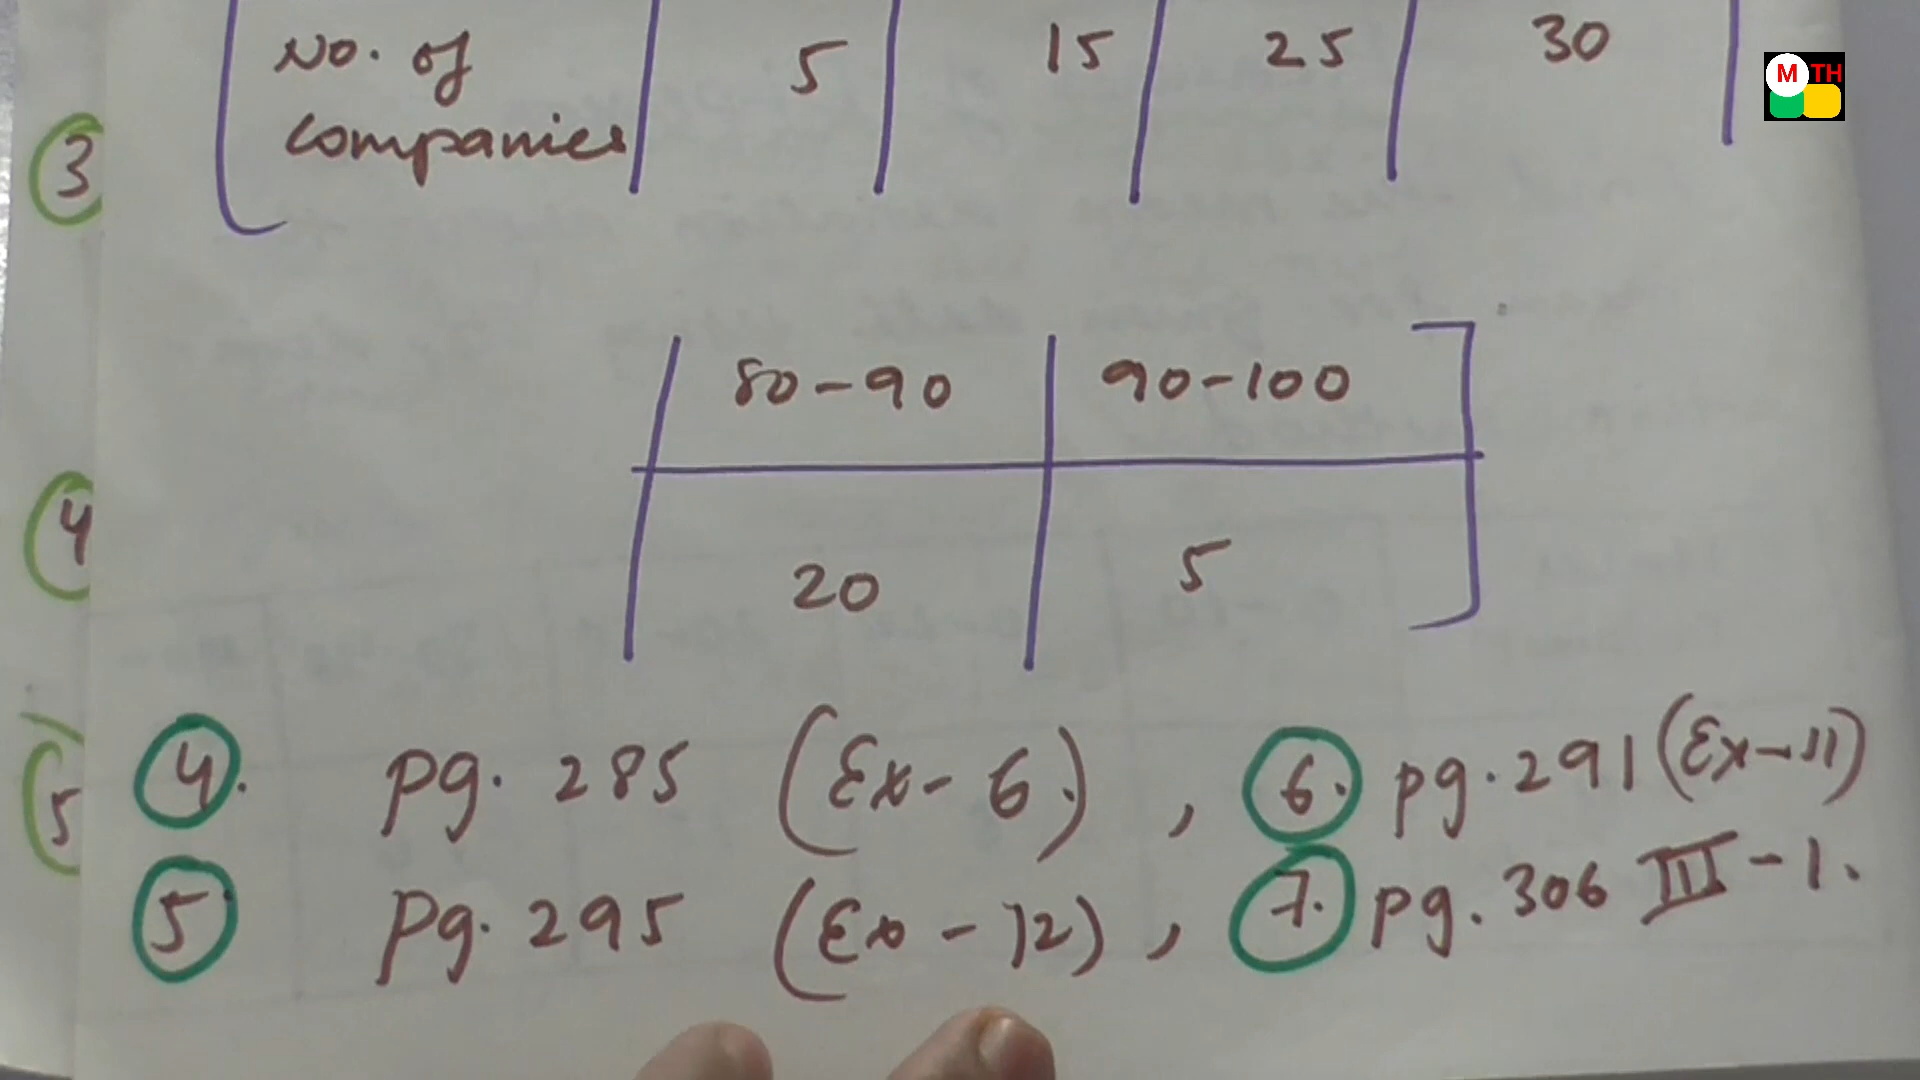 No. of 5 15 25 30
companies
M TH
3
80-90 90-100
4
20 5
4. pg. 285 (Ex-6.) , 6. pg. 291 (Ex-11)
5
5 pg. 295 (Ex-12) , 7. pg. 306 III-1.